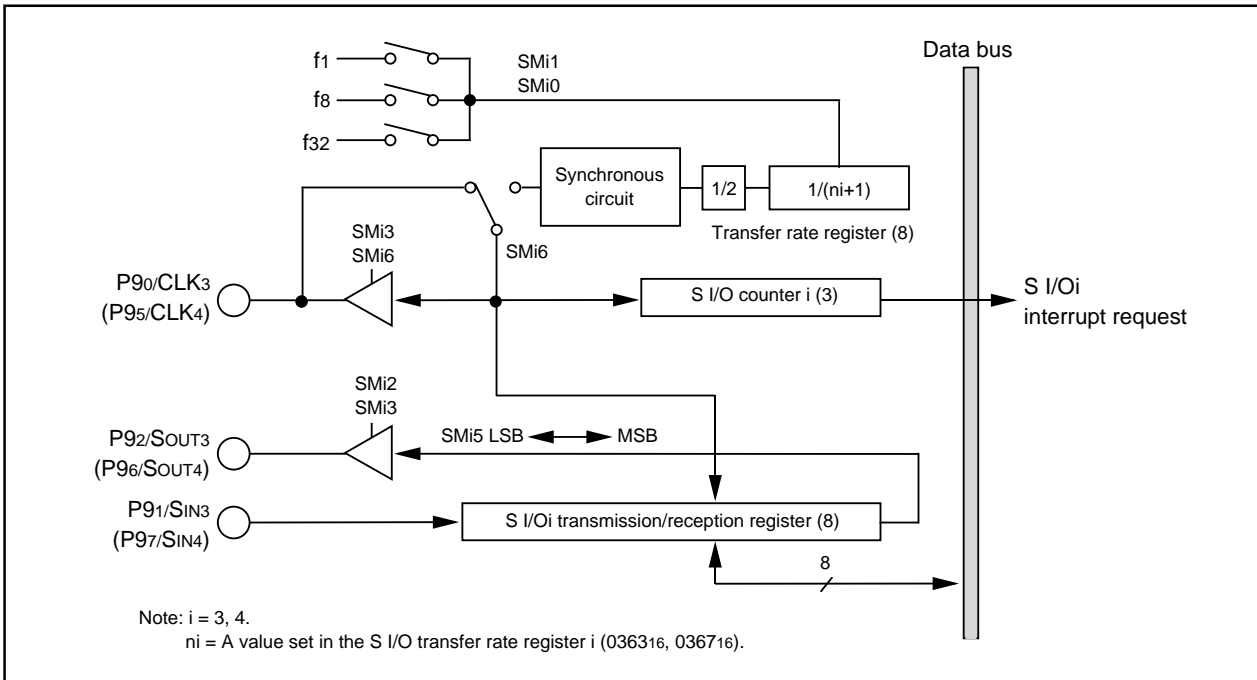 Data bus
f1
SMi1
SMi0
f8
f32
Synchronous
circuit
1/2
1/(ni+1)
Transfer rate register (8)
SMi3
SMi6
SMi6
P90/CLK3
(P95/CLK4)
S I/O counter i (3)
S I/Oi
interrupt request
SMi2
SMi3
SMi5 LSB
MSB
P92/SOUT3
(P96/SOUT4)
P91/SIN3
(P97/SIN4)
S I/Oi transmission/reception register (8)
8
Note: i = 3, 4.
ni = A value set in the S I/O transfer rate register i (036316, 036716).